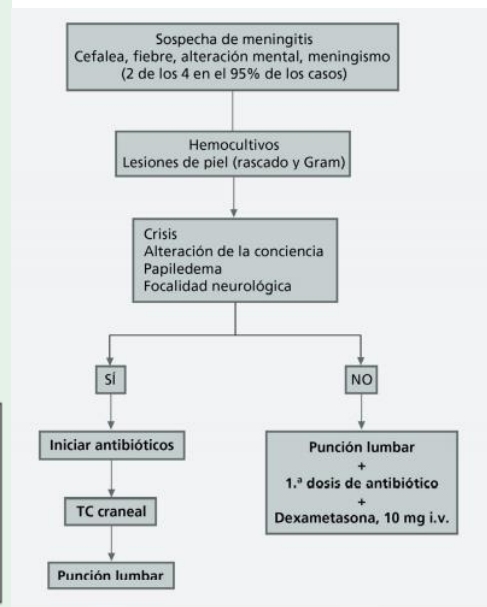 Sospecha de meningitis
Cefalea, fiebre, alteración mental, meningismo
(2 de los 4 en el 95% de los casos)
Hemocultivos
Lesiones de piel (rascado y Gram)
Crisis
Alteración de la conciencia
Papiledema
Focalidad neurológica
SÍ
NO
Iniciar antibióticos
TC craneal
Punción lumbar
Punción lumbar
+
1.ª dosis de antibiótico
+
Dexametasona, 10 mg i.v.